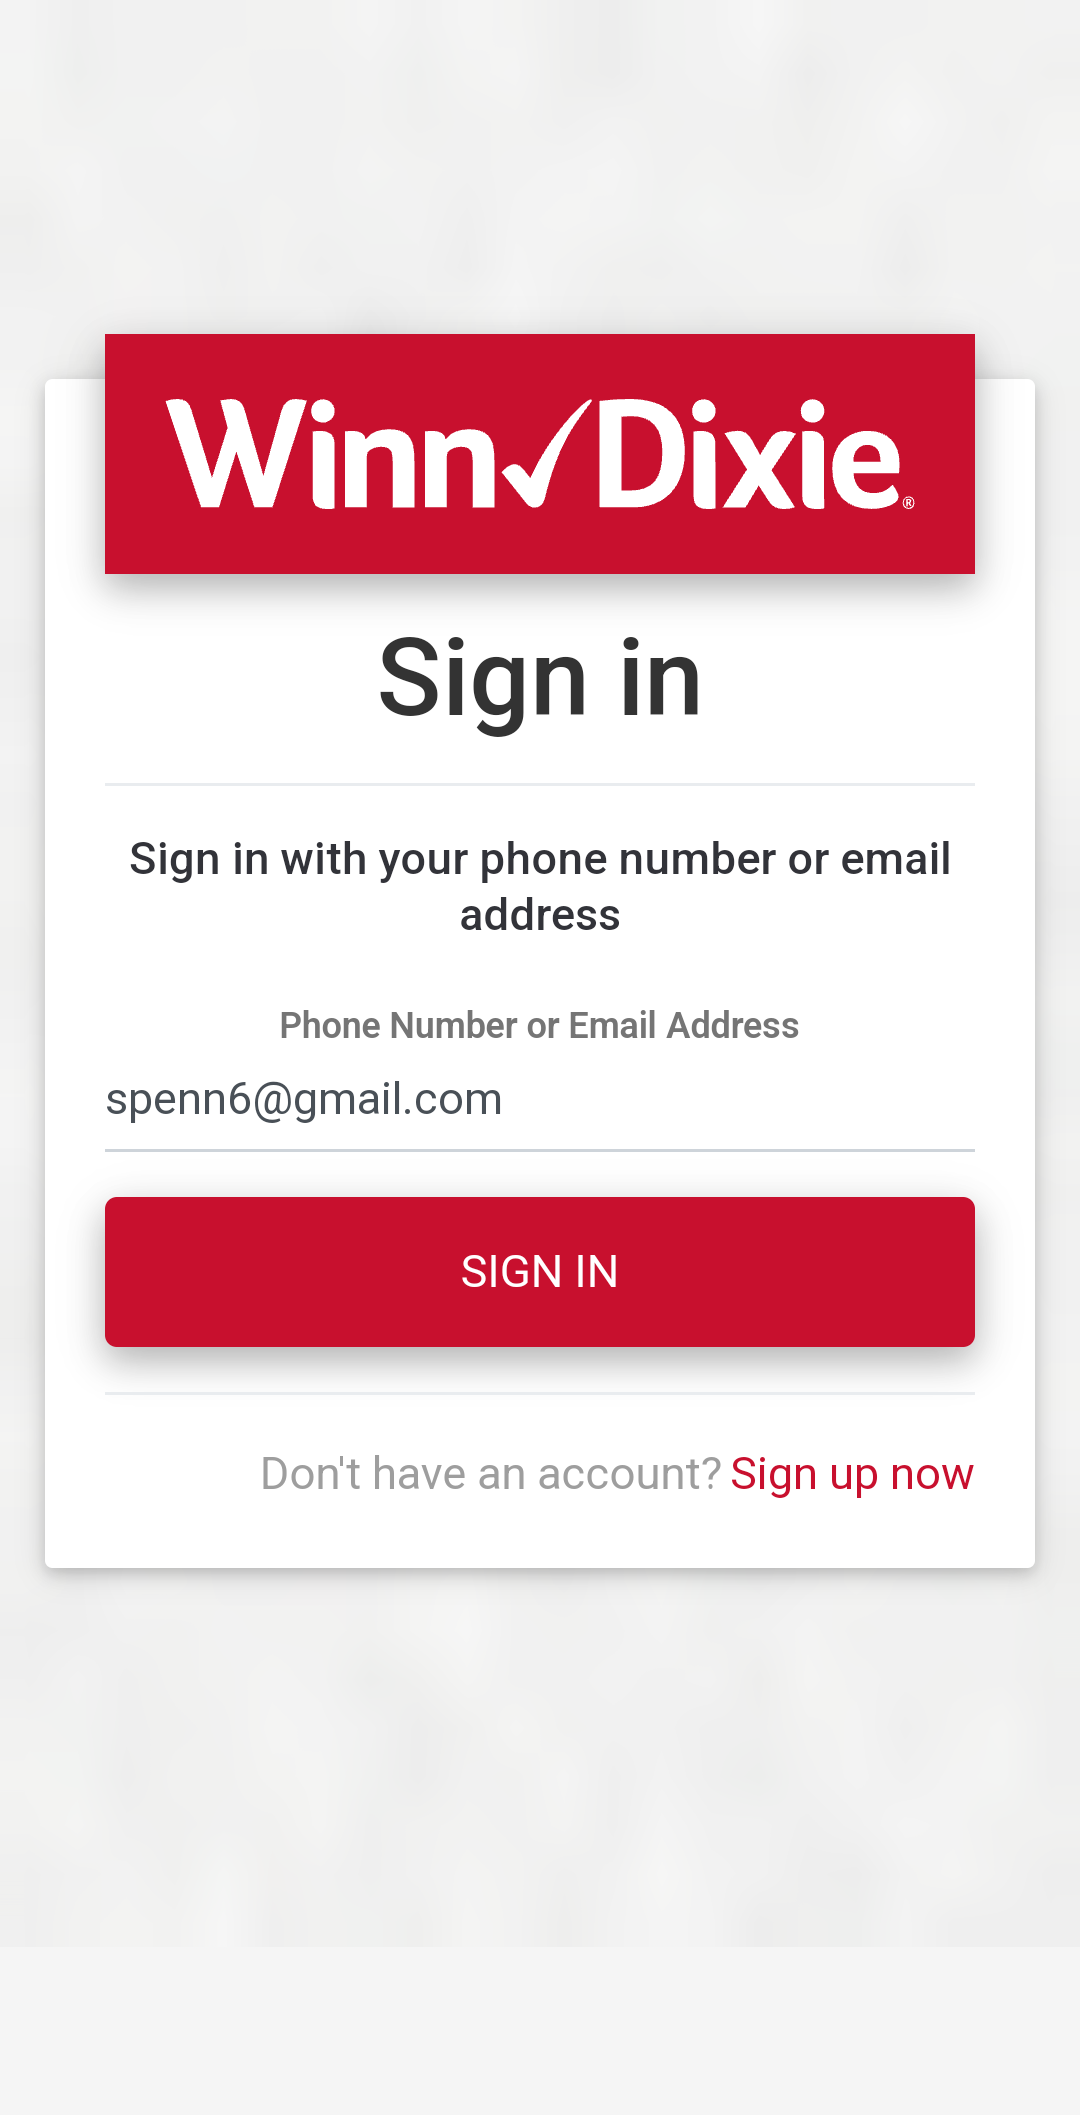 Winn✓Dixie®
Sign in
Sign in with your phone number or email
address
Phone Number or Email Address
spenn6@gmail.com
SIGN IN
Don't have an account? Sign up now